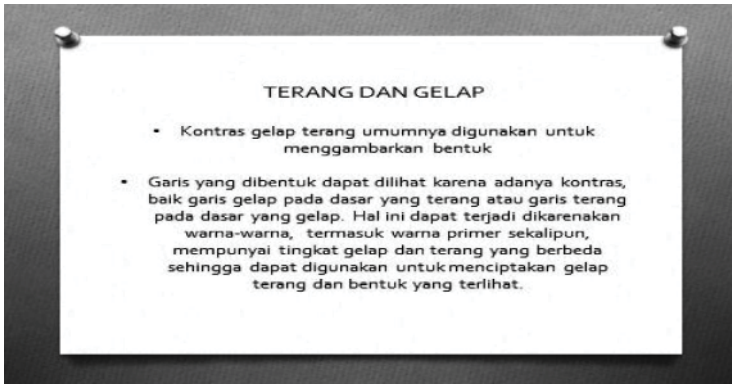 TERANG DAN GELAP
• Kontras gelap terang umumnya digunakan untuk
menggambarkan bentuk
• Garis yang dibentuk dapat dilihat karena adanya kontras,
baik garis gelap pada dasar yang terang atau garis terang
pada dasar yang gelap. Hal ini dapat terjadi dikarenakan
warna-warna, termasuk warna primer sekalipun,
mempunyai tingkat gelap dan terang yang berbeda
sehingga dapat digunakan untuk menciptakan gelap
terang dan bentuk yang terlihat.